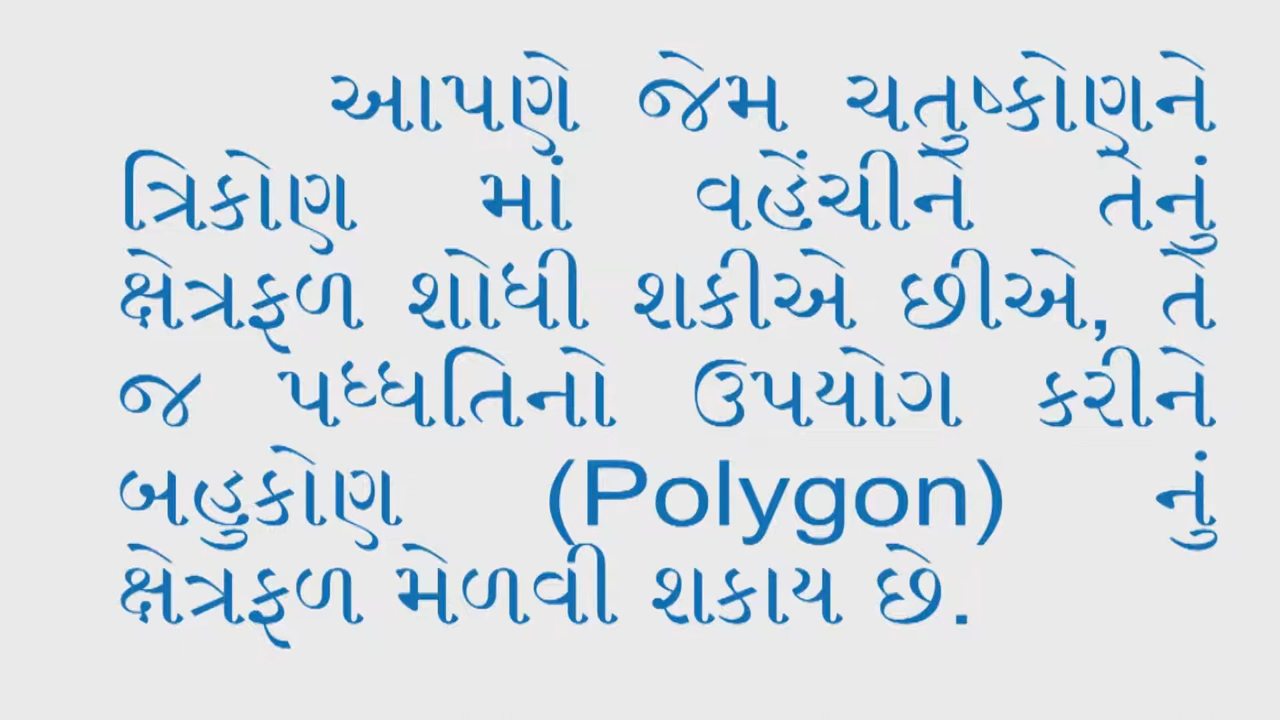 આપણે જેમ ચતુષ્કોણને
ત્રિકોણ માં વહેંચીને તેનું
ક્ષેત્રફળ શોધી શકીએ છીએ, તે
જ પધ્ધતિનો ઉપયોગ કરીને
બહુકોણ (Polygon) નું
ક્ષેત્રફળ મેળવી શકાય છે.